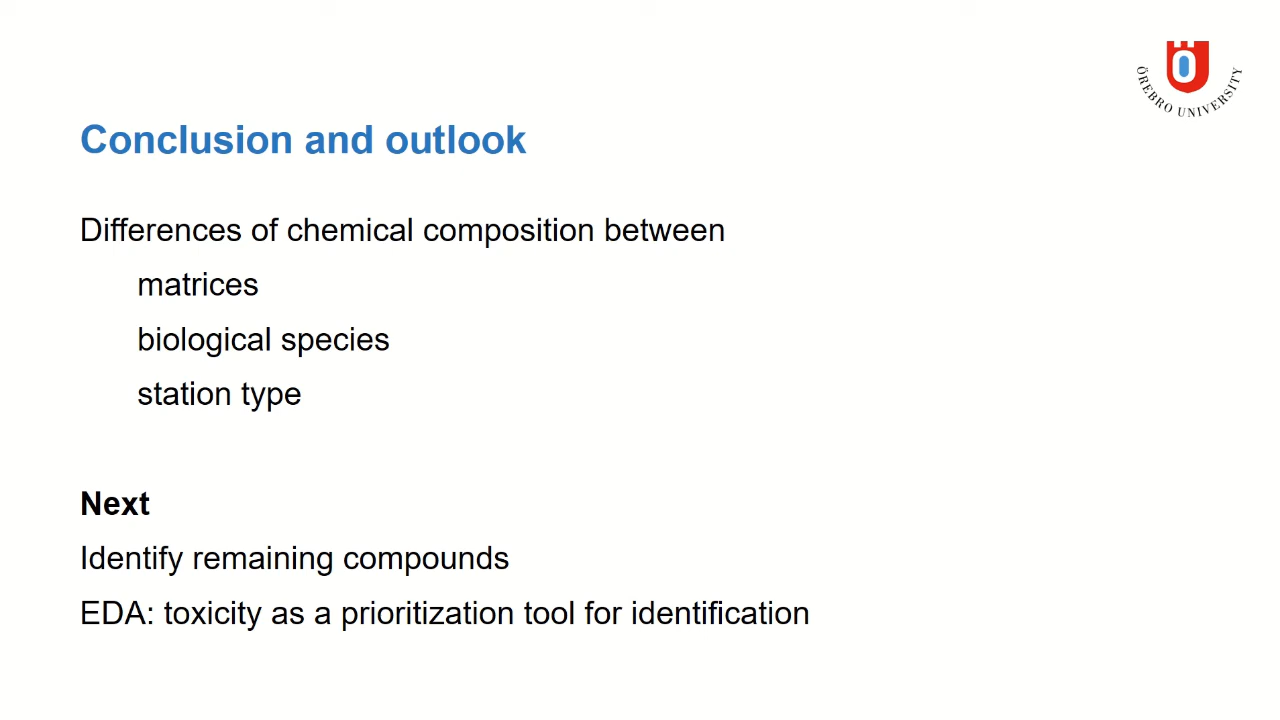 Ö
ÖREBRO UNIVERSITY
Conclusion and outlook
Differences of chemical composition between
matrices
biological species
station type
Next
Identify remaining compounds
EDA: toxicity as a prioritization tool for identification